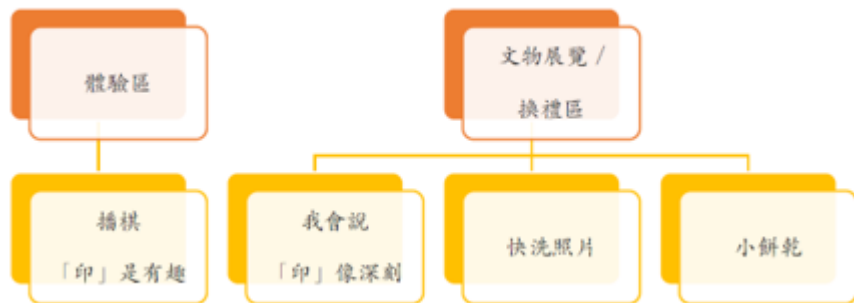 體驗區
文物展覽 /
換禮區
播棋
「印」是有趣
我會說
「印」像深刻
快洗照片
小餅乾